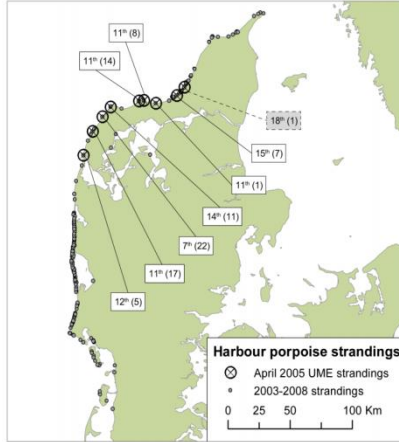 11th (8)
11th (14)
18th (1)
15th (7)
11th (1)
14th (11)
7th (22)
11th (17)
12th (5)
Harbour porpoise strandings
April 2005 UME strandings
2003-2008 strandings
0 25 50 100 Km